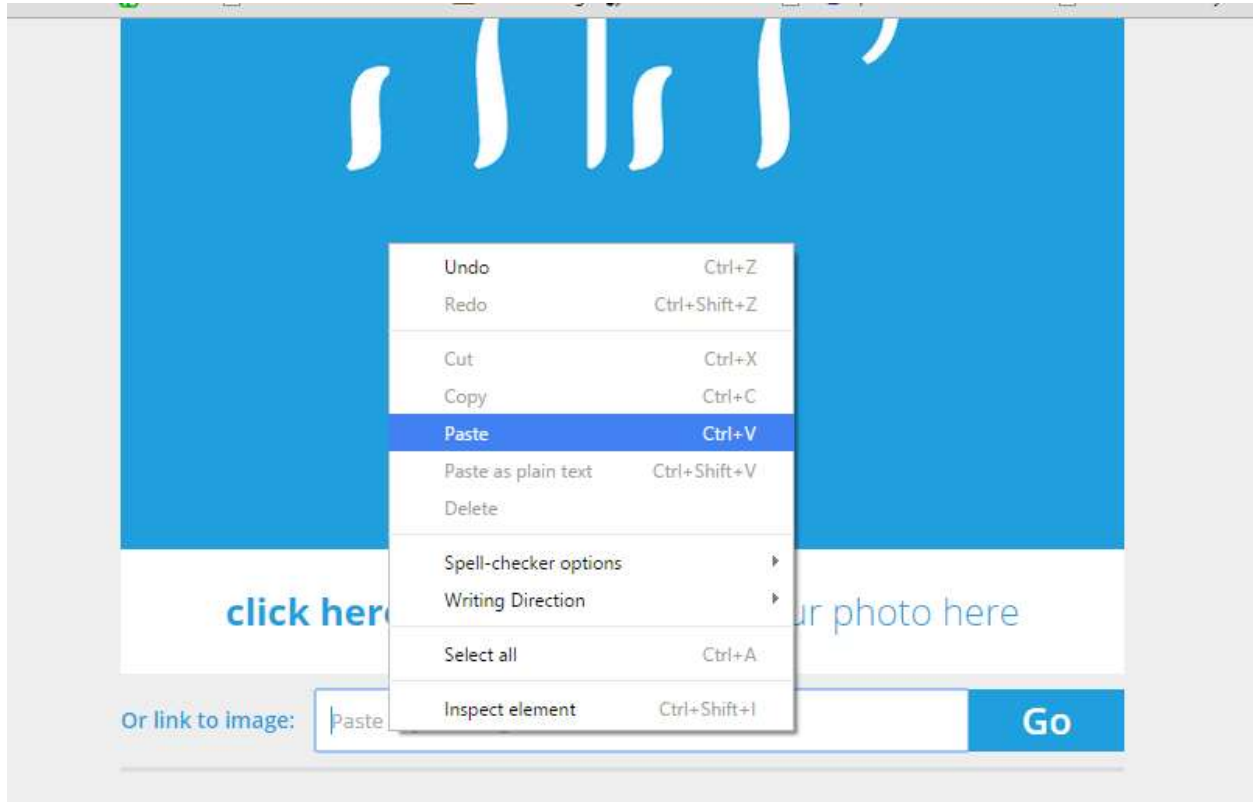 Undo Ctrl+Z
Redo Ctrl+Shift+Z
Cut Ctrl+X
Copy Ctrl+C
Paste Ctrl+V
Paste as plain text Ctrl+Shift+V
Delete
Spell-checker options
Writing Direction
Select all Ctrl+A
Inspect element Ctrl+Shift+I
click here photo here
Or link to image: Paste Go